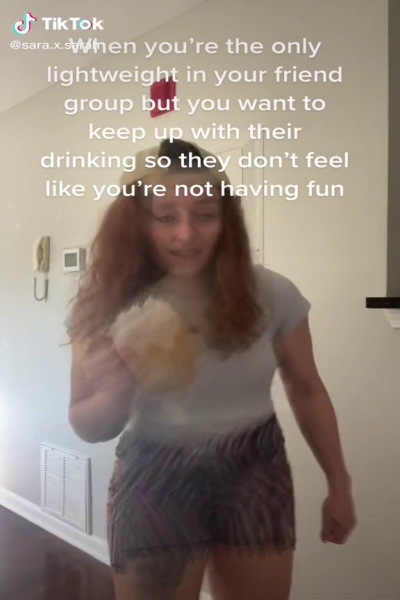 TikTok
@sara.x.sarah
When you're the only
lightweight in your friend
group but you want to
keep up with their
drinking so they don't feel
like you're not having fun